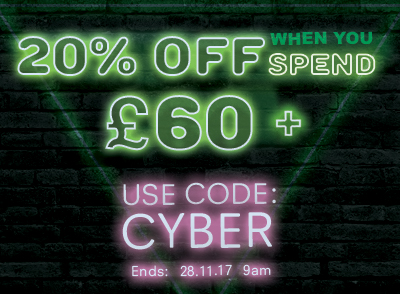 20% OFF WHEN YOU SPEND
£60 +
USE CODE:
CYBER
Ends: 28.11.17 9am